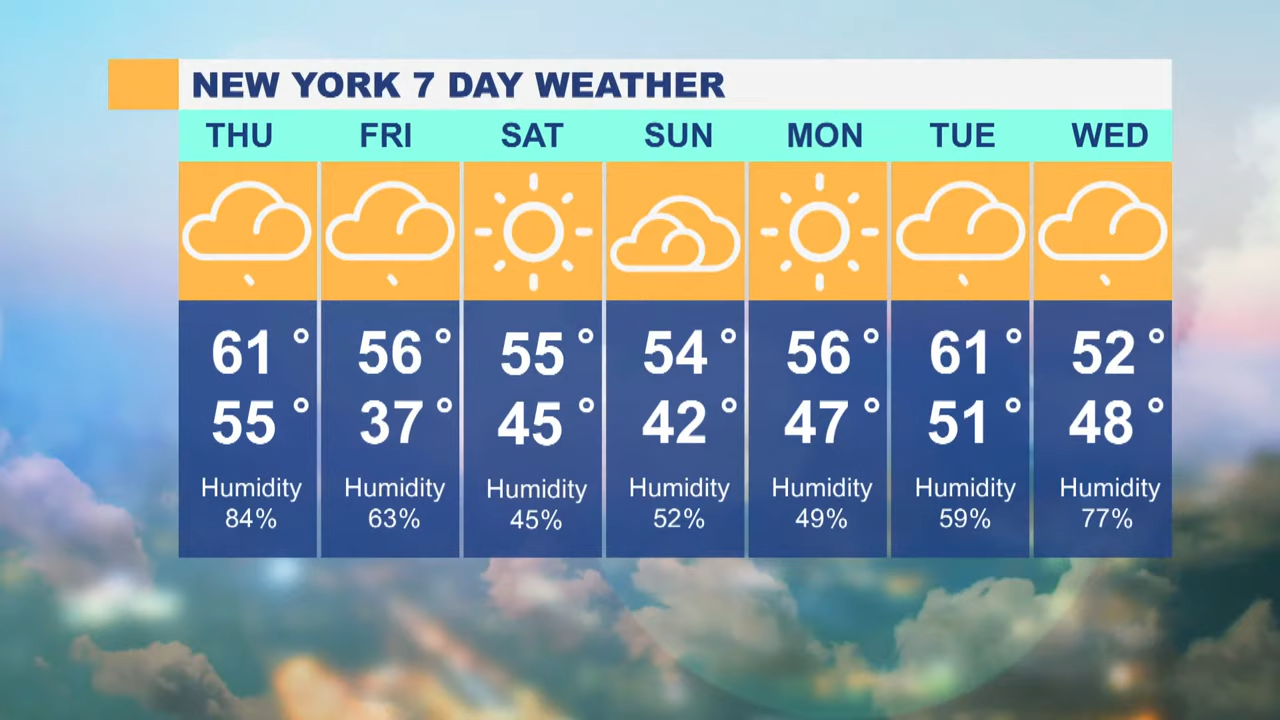 NEW YORK 7 DAY WEATHER
THU FRI SAT SUN MON TUE WED
61° 56° 55° 54° 56° 61° 52°
55° 37° 45° 42° 47° 51° 48°
Humidity Humidity Humidity Humidity Humidity Humidity Humidity
84% 63% 45% 52% 49% 59% 77%